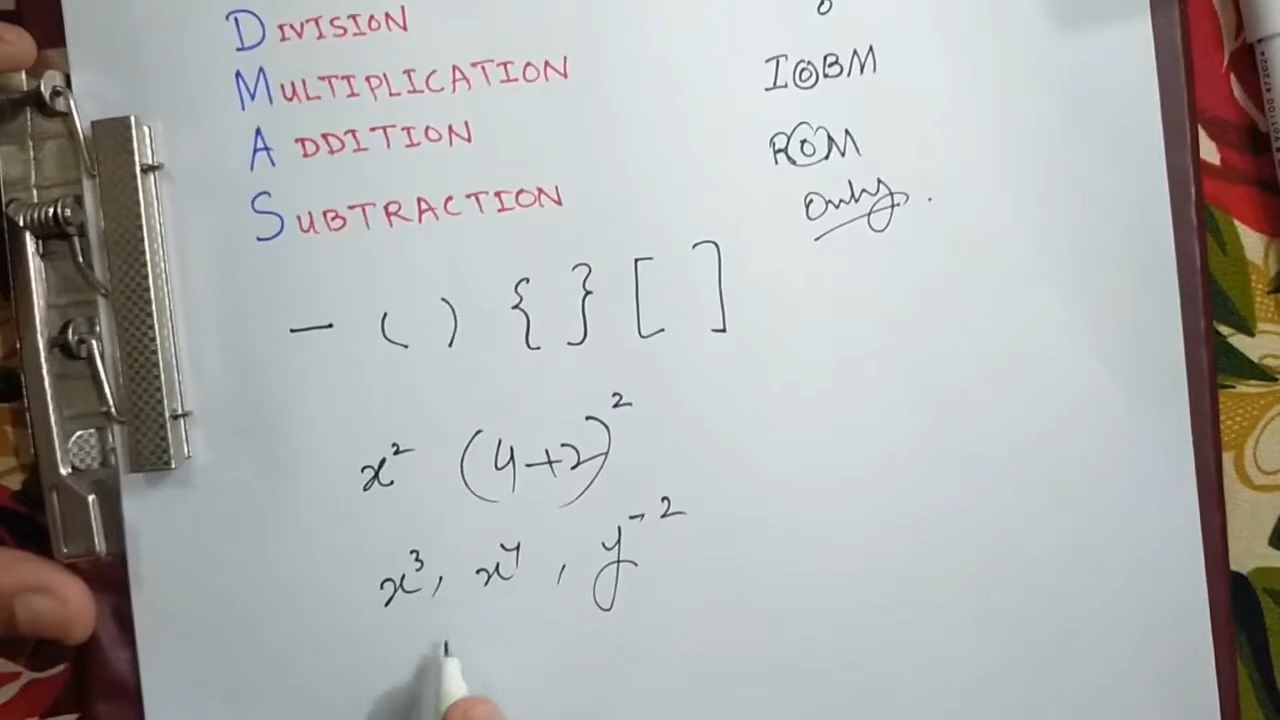 DIVISION
MULTIPLICATION IOBM
ADDITION ROM
SUBTRACTION Only.
− ( ) { } [ ]
x² (4+2)²
x³, x⁴, y⁻²